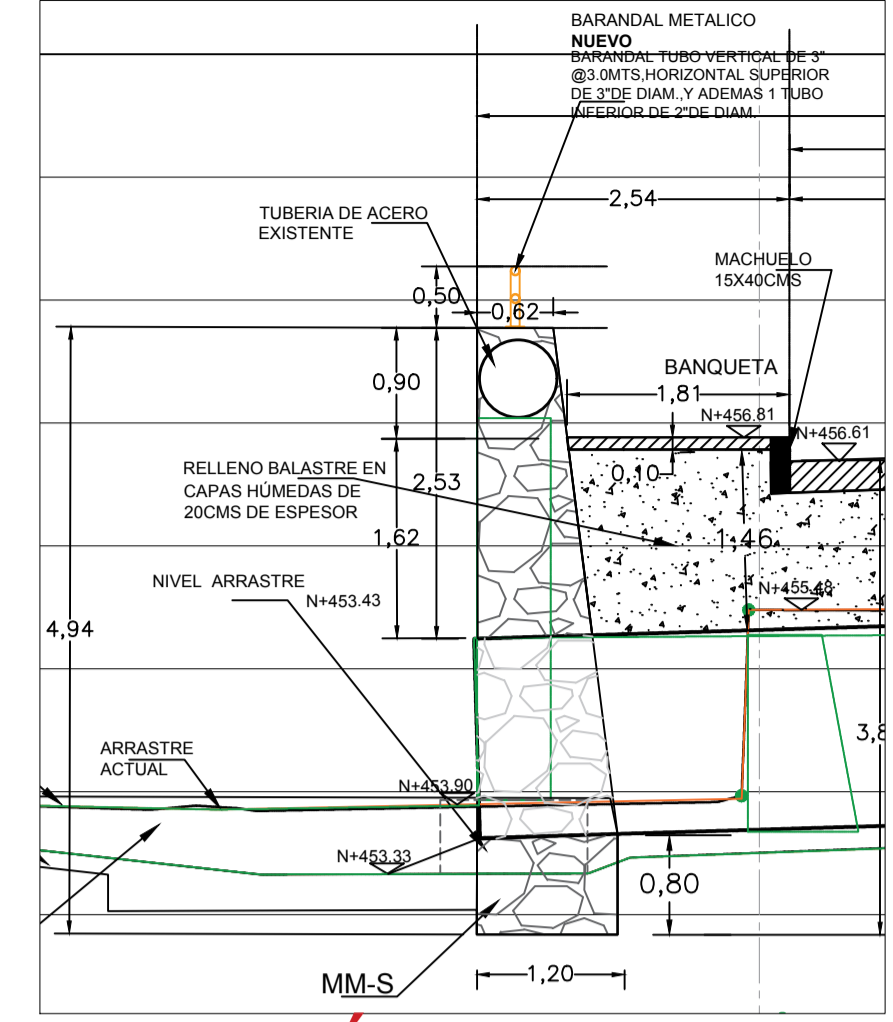 BARANDAL METALICO
NUEVO
BARANDAL TUBO VERTICAL DE 3"
@3.0MTS,HORIZONTAL SUPERIOR
DE 3"DE DIAM.,Y ADEMAS 1 TUBO
INFERIOR DE 2"DE DIAM.
2,54
TUBERIA DE ACERO
EXISTENTE
MACHUELO
15X40CMS
0,50
0,62
BANQUETA
0,90
1,81
N+456.81
N+456.61
RELLENO BALASTRE EN
CAPAS HÚMEDAS DE
20CMS DE ESPESOR
2,53
0,10
1,62
1,46
NIVEL ARRASTRE
N+453.43
N+455.48
4,94
3,8
ARRASTRE
ACTUAL
N+453.90
N+453.33
0,80
MM-S
1,20